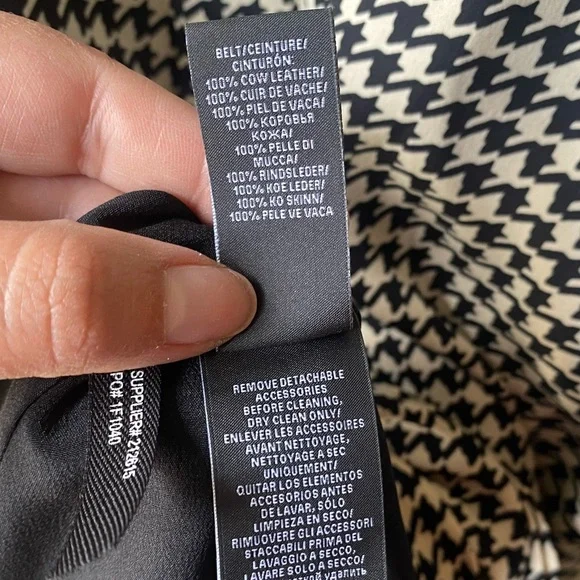 BELT/CEINTURE/
CINTURÓN:
100% COW LEATHER/
100% CUIR DE VACHE/
100% PIEL DE VACA/
100% КОРОВЬЯ
КОЖА/
100% PELLE DI
MUCCA/
100% RINDSLEDER/
100% KOE LEDER/
100% KO SKINN/
100% PELE VE VACA
REMOVE DETACHABLE
ACCESSORIES
BEFORE CLEANING,
DRY CLEAN ONLY/
ENLEVER LES ACCESSOIRES
AVANT NETTOYAGE,
NETTOYAGE A SEC
UNIQUEMENT/
QUITAR LOS ELEMENTOS
ACCESORIOS ANTES
DE LAVAR, SÓLO
LIMPIEZA EN SECO/
RIMUOVERE GLI ACCESSORI
STACCABILI PRIMA DEL
LAVAGGIO A SECCO,
LAVARE SOLO A SECCO/
удалить
SUPPLIER# 212615
PO# 1F1040